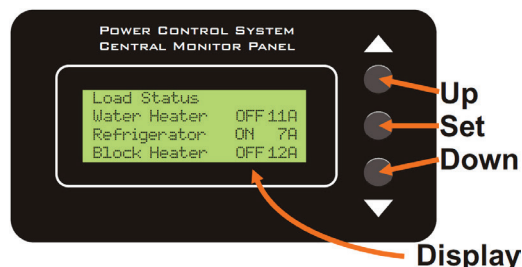 POWER CONTROL SYSTEM
CENTRAL MONITOR PANEL
Load Status
Water Heater OFF 11A
Refrigerator ON 7A
Block Heater OFF 12A
Up
Set
Down
Display